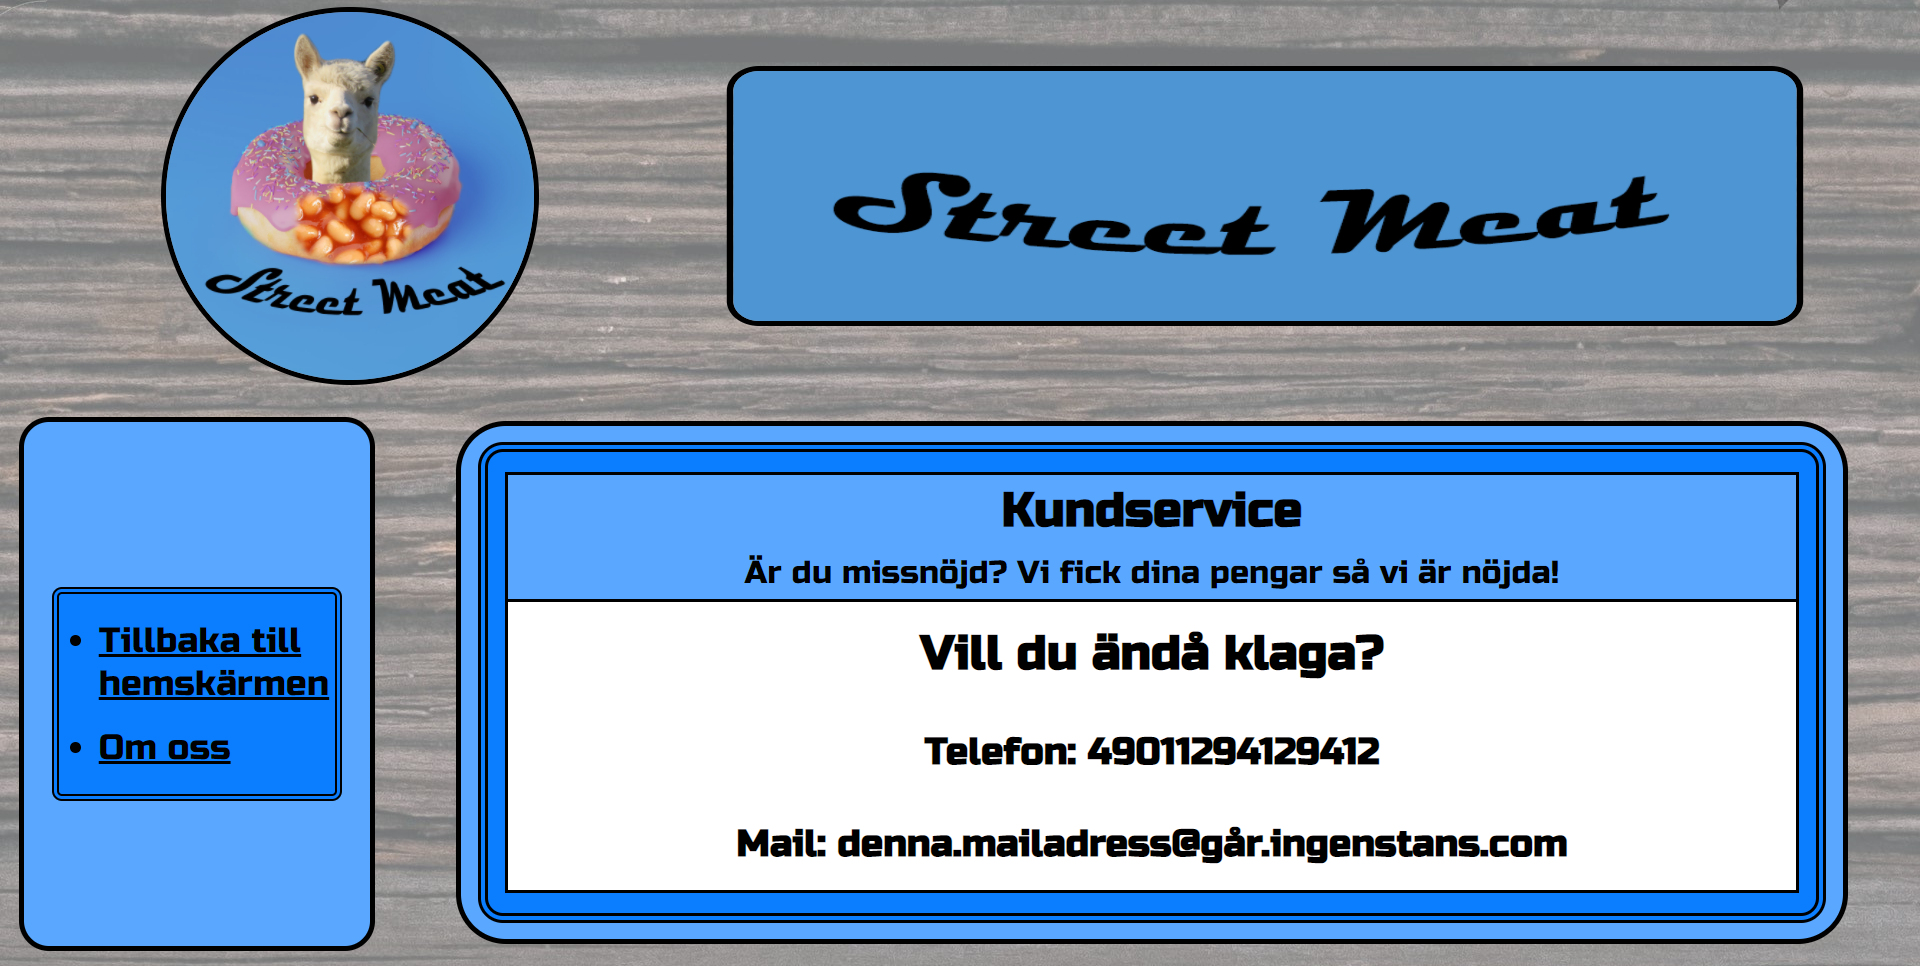 Street Meat
Street Meat
Tillbaka till
hemskärmen
Om oss
Kundservice
Är du missnöjd? Vi fick dina pengar så vi är nöjda!
Vill du ändå klaga?
Telefon: 49011294129412
Mail: denna.mailadress@går.ingenstans.com